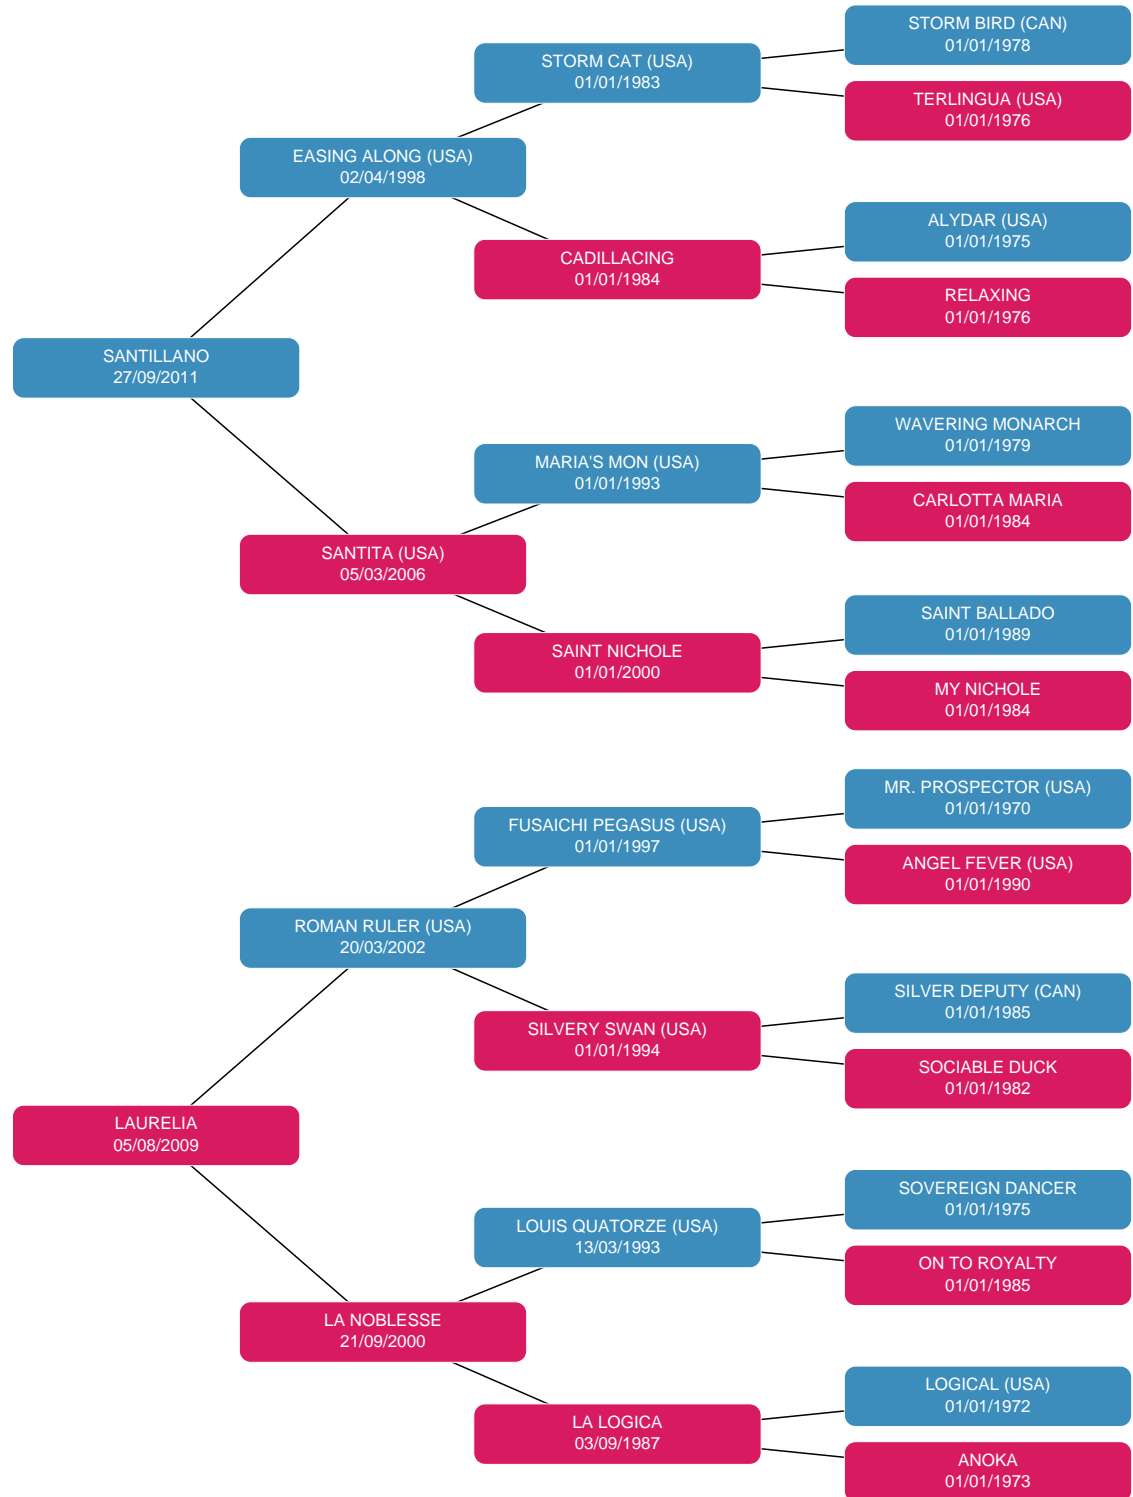 STORM BIRD (CAN)
01/01/1978
STORM CAT (USA)
01/01/1983
TERLINGUA (USA)
01/01/1976
EASING ALONG (USA)
02/04/1998
ALYDAR (USA)
01/01/1975
CADILLACING
01/01/1984
RELAXING
01/01/1976
SANTILLANO
27/09/2011
WAVERING MONARCH
01/01/1979
MARIA'S MON (USA)
01/01/1993
CARLOTTA MARIA
01/01/1984
SANTITA (USA)
05/03/2006
SAINT BALLADO
01/01/1989
SAINT NICHOLE
01/01/2000
MY NICHOLE
01/01/1984
MR. PROSPECTOR (USA)
01/01/1970
FUSAICHI PEGASUS (USA)
01/01/1997
ANGEL FEVER (USA)
01/01/1990
ROMAN RULER (USA)
20/03/2002
SILVER DEPUTY (CAN)
01/01/1985
SILVERY SWAN (USA)
01/01/1994
SOCIABLE DUCK
01/01/1982
LAURELIA
05/08/2009
SOVEREIGN DANCER
01/01/1975
LOUIS QUATORZE (USA)
13/03/1993
ON TO ROYALTY
01/01/1985
LA NOBLESSE
21/09/2000
LOGICAL (USA)
01/01/1972
LA LOGICA
03/09/1987
ANOKA
01/01/1973